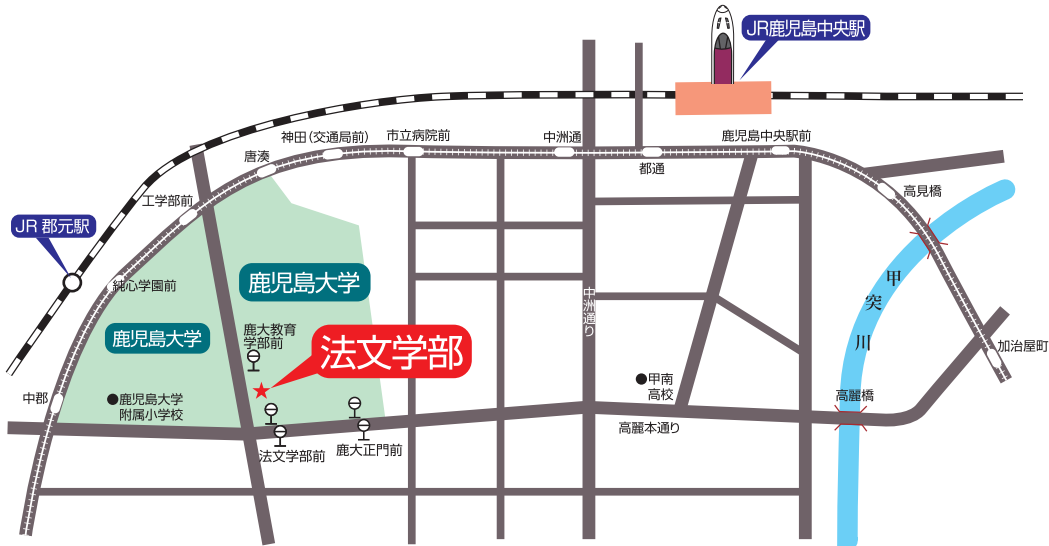 JR鹿児島中央駅
神田(交通局前)
市立病院前
中洲通
鹿児島中央駅前
唐湊
都通
工学部前
高見橋
JR 郡元駅
純心学園前
鹿児島大学
甲突川
中洲通り
鹿児島大学
鹿大教育
学部前
法文学部
加治屋町
中郡
鹿児島大学
附属小学校
甲南
高校
高麗橋
高麗本通り
法文学部前
鹿大正門前